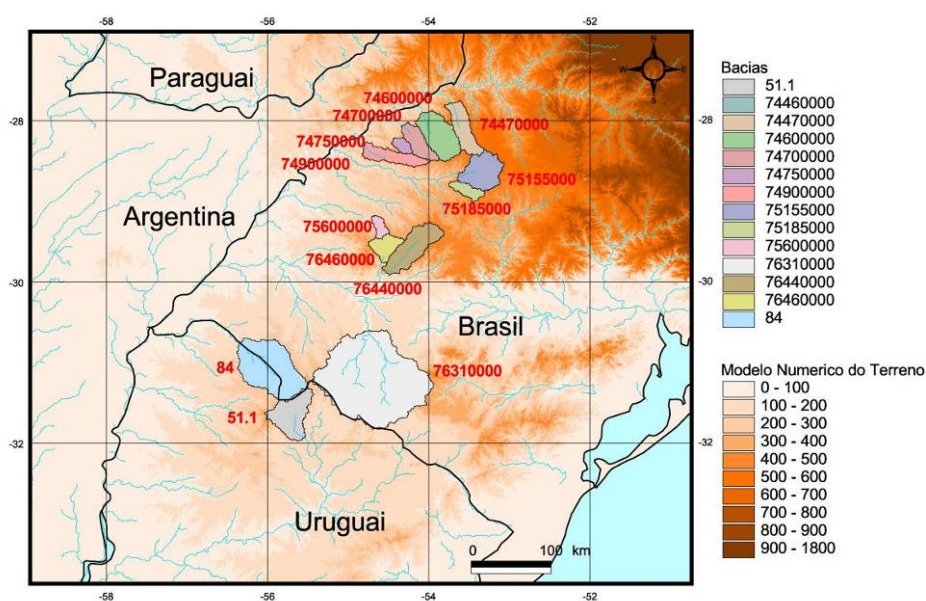 -58
-56
-54
-52
N
W
E
S
Paraguai
74600000
74700000
74470000
-28
-28
74750000
74900000
75155000
75185000
Argentina
75600000
76460000
76440000
-30
-30
Brasil
84
76310000
51.1
-32
-32
Uruguai
0
100
km
-58
-56
-54
-52
Bacias
51.1
74460000
74470000
74600000
74700000
74750000
74900000
75155000
75185000
75600000
76310000
76440000
76460000
84
Modelo Numerico do Terreno
0 - 100
100 - 200
200 - 300
300 - 400
400 - 500
500 - 600
600 - 700
700 - 800
800 - 900
900 - 1800